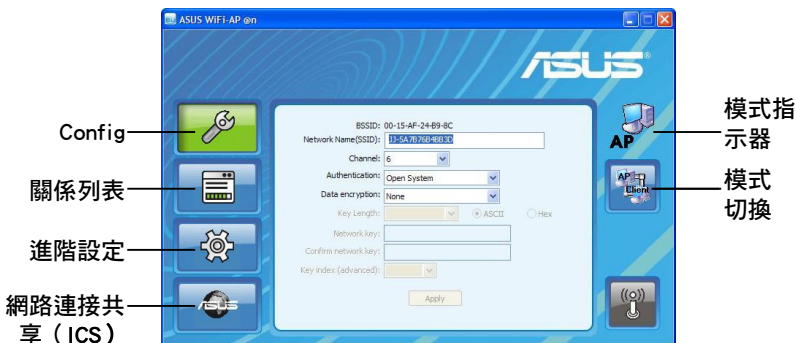 ASUS WiFi-AP @n
ASUS
Config
關係列表
進階設定
網路連接共
享（ICS）
BSSID: 00-15-AF-24-B9-8C
Network Name(SSID): JJ-5A7B76B4BB3D
Channel: 6
Authentication: Open System
Data encryption: None
Key Length: ASCII Hex
Network key:
Confirm network key:
Key Index (advanced):
Apply
ASUS
AP
AP
Client
模式指
示器
模式
切換